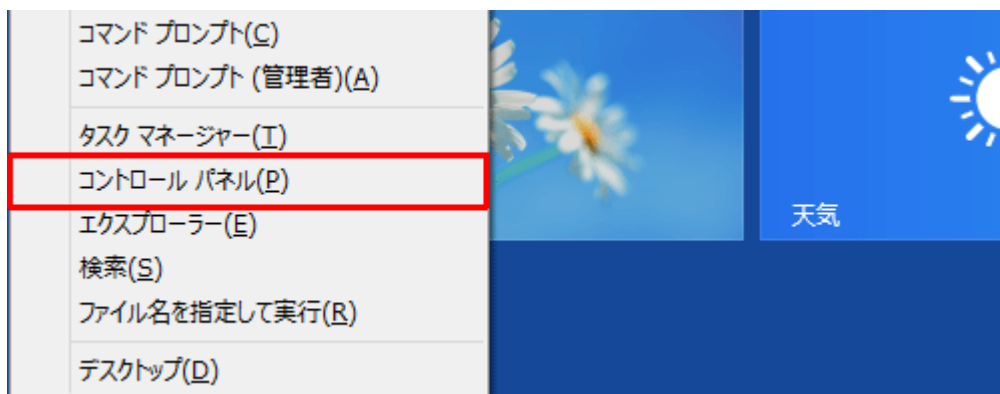 コマンド プロンプト(C)
コマンド プロンプト (管理者)(A)
タスク マネージャー(T)
コントロール パネル(P)
エクスプローラー(E)
検索(S)
ファイル名を指定して実行(R)
デスクトップ(D)
天気